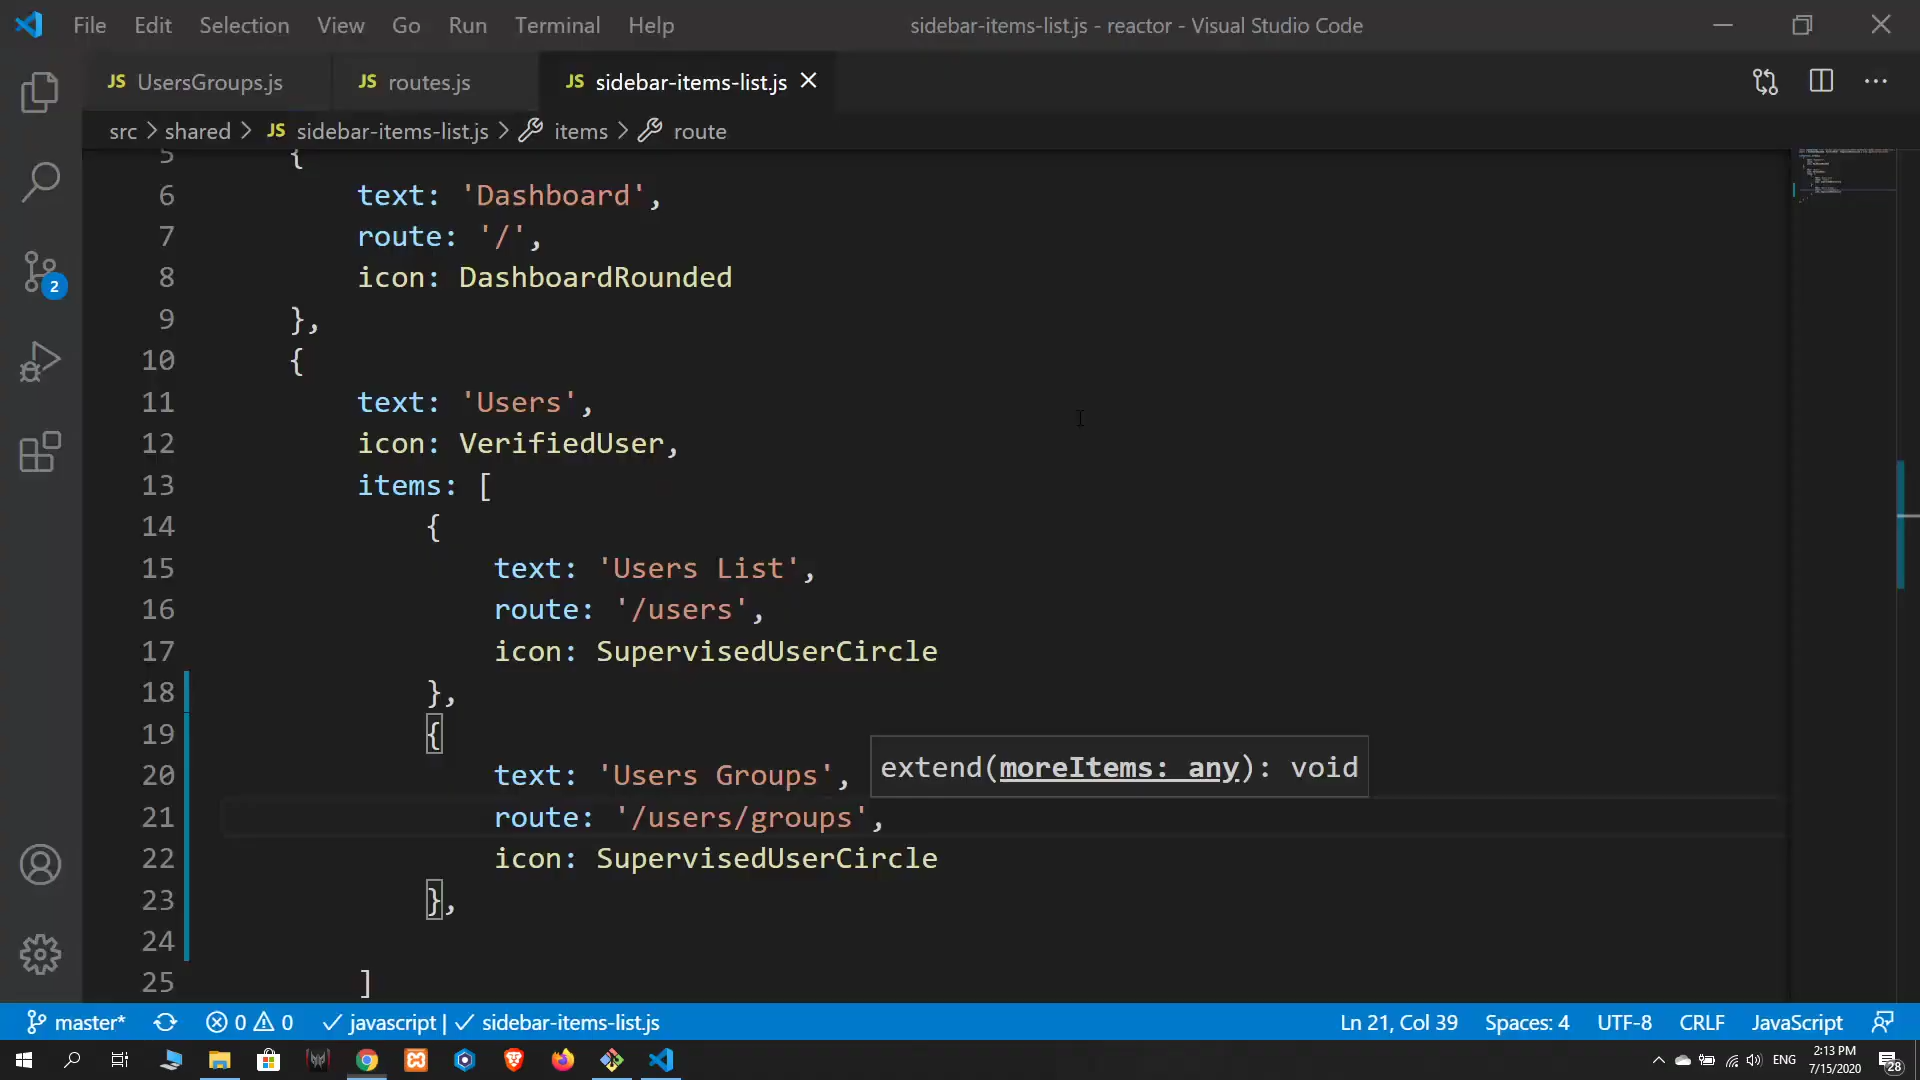 File Edit Selection View Go Run Terminal Help
sidebar-items-list.js - reactor - Visual Studio Code
JS UsersGroups.js
JS routes.js
JS sidebar-items-list.js
src > shared > JS sidebar-items-list.js > items > route
5 {
6 text: 'Dashboard',
7 route: '/',
8 icon: DashboardRounded
9 },
10 {
11 text: 'Users',
12 icon: VerifiedUser,
13 items: [
14 {
15 text: 'Users List',
16 route: '/users',
17 icon: SupervisedUserCircle
18 },
19 {
20 text: 'Users Groups',
extend(moreItems: any): void
21 route: '/users/groups',
22 icon: SupervisedUserCircle
23 },
24
25 ]
2
master* 0 0 javascript | sidebar-items-list.js
Ln 21, Col 39 Spaces: 4 UTF-8 CRLF JavaScript
ENG
2:13 PM
7/15/2020
28